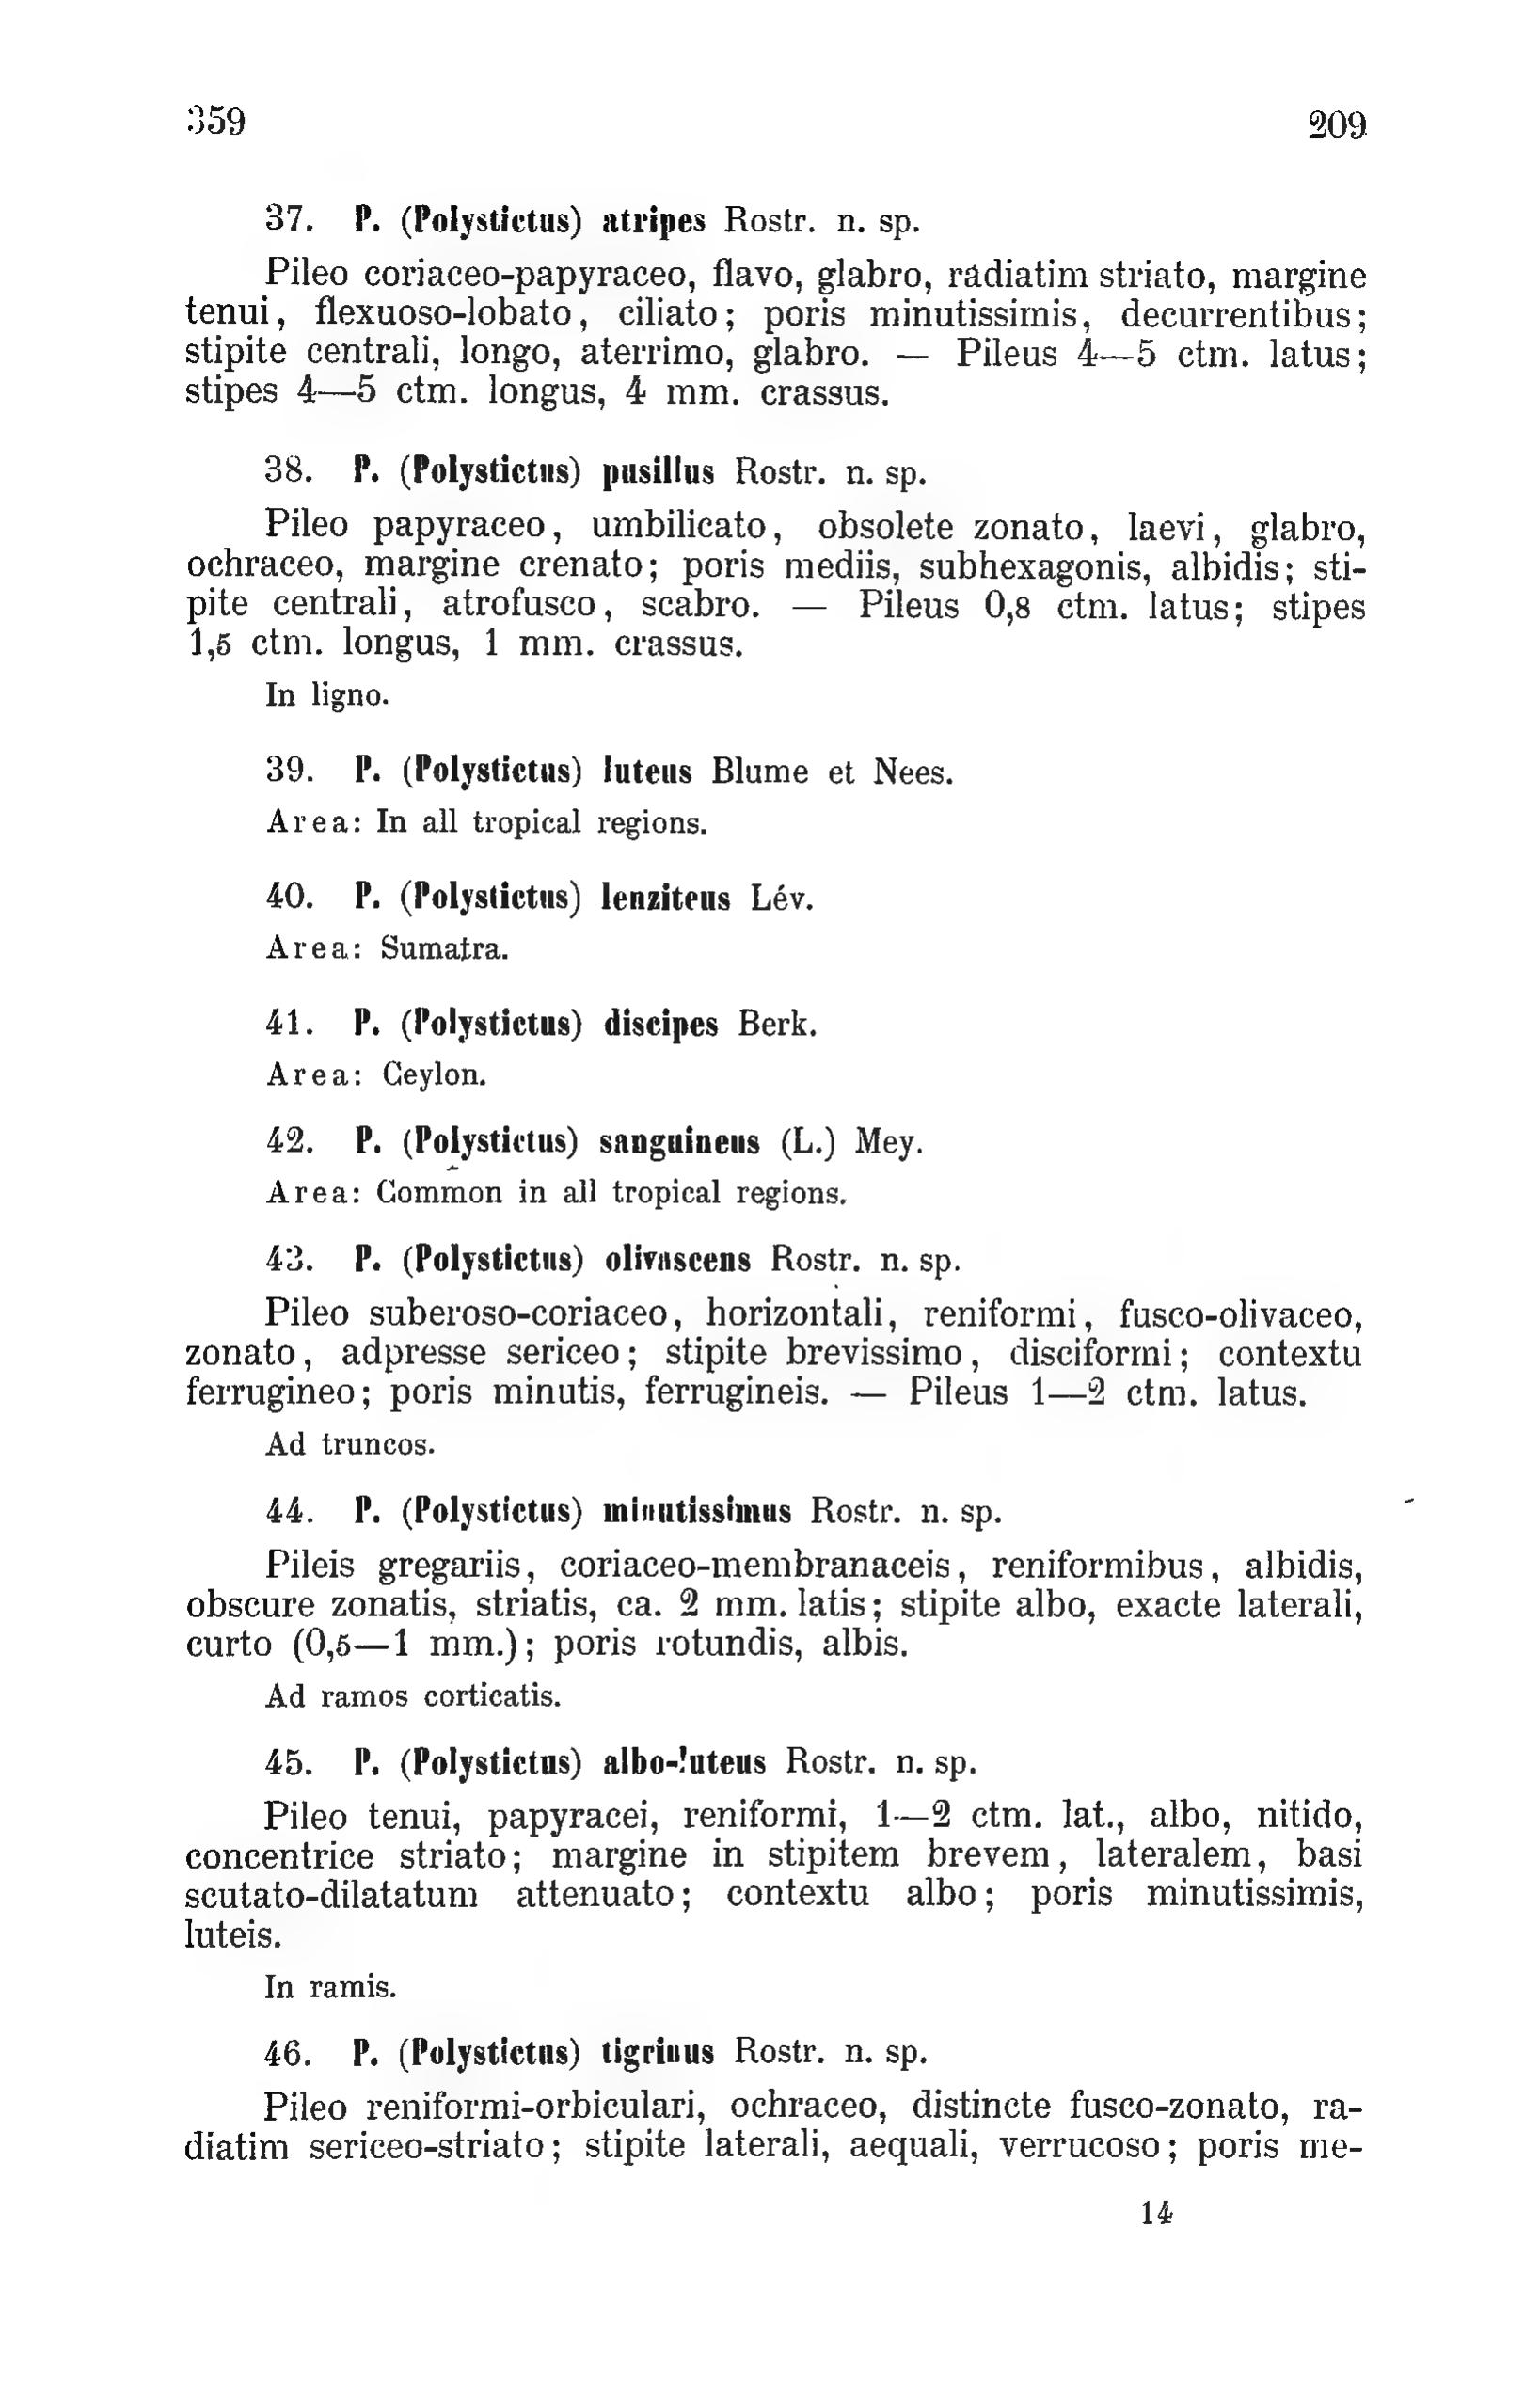 359 209
37. P. (Polystictus) atripes Rostr. n. sp.
Pileo coriaceo-papyraceo, flavo, glabro, radiatim striato, margine
tenui, flexuoso-lobato, ciliato; poris minutissimis, decurrentibus;
stipite centrali, longo, aterrimo, glabro. — Pileus 4—5 ctm. latus;
stipes 4—5 ctm. longus, 4 mm. crassus.
38. P. (Polystictus) pusillus Rostr. n. sp.
Pileo papyraceo, umbilicato, obsolete zonato, laevi, glabro,
ochraceo, margine crenato; poris mediis, subhexagonis, albidis; sti-
pite centrali, atrofusco, scabro. — Pileus 0,8 ctm. latus; stipes
1,5 ctm. longus, 1 mm. crassus.
In ligno.
39. P. (Polystictus) luteus Blume et Nees.
Area: In all tropical regions.
40. P. (Polystictus) lenziteus Lév.
Area: Sumatra.
41. P. (Polystictus) discipes Berk.
Area: Ceylon.
42. P. (Polystictus) sanguineus (L.) Mey.
Area: Common in all tropical regions.
43. P. (Polystictus) olivascens Rostr. n. sp.
Pileo suberoso-coriaceo, horizontali, reniformi, fusco-olivaceo,
zonato, adpresse sericeo; stipite brevissimo, disciformi; contextu
ferrugineo; poris minutis, ferrugineis. — Pileus 1—2 ctm. latus.
Ad truncos.
44. P. (Polystictus) minutissimus Rostr. n. sp.
Pileis gregariis, coriaceo-membranaceis, reniformibus, albidis,
obscure zonatis, striatis, ca. 2 mm. latis; stipite albo, exacte laterali,
curto (0,5—1 mm.); poris rotundis, albis.
Ad ramos corticatis.
45. P. (Polystictus) albo-luteus Rostr. n. sp.
Pileo tenui, papyracei, reniformi, 1—2 ctm. lat., albo, nitido,
concentrice striato; margine in stipitem brevem, lateralem, basi
scutato-dilatatum attenuato; contextu albo; poris minutissimis,
luteis.
In ramis.
46. P. (Polystictus) tigrinus Rostr. n. sp.
Pileo reniformi-orbiculari, ochraceo, distincte fusco-zonato, ra-
diatim sericeo-striato; stipite laterali, aequali, verrucoso; poris me-
14